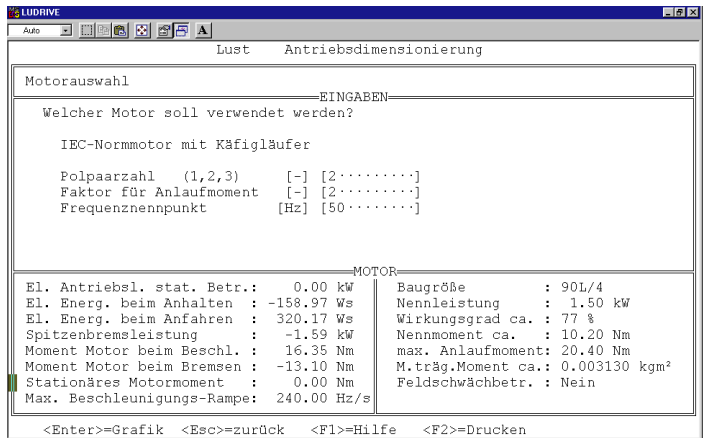 LUDRIVE
Auto
A
Lust Antriebsdimensionierung
Motorauswahl
EINGABEN
Welcher Motor soll verwendet werden?
IEC-Normmotor mit Käfigläufer
Polpaarzahl (1,2,3) [-] [2·········]
Faktor für Anlaufmoment [-] [2·········]
Frequenznennpunkt [Hz] [50········]
MOTOR
El. Antriebsl. stat. Betr.: 0.00 kW
El. Energ. beim Anhalten : -158.97 Ws
El. Energ. beim Anfahren : 320.17 Ws
Spitzenbremsleistung : -1.59 kW
Moment Motor beim Beschl. : 16.35 Nm
Moment Motor beim Bremsen : -13.10 Nm
Stationäres Motormoment : 0.00 Nm
Max. Beschleunigungs-Rampe: 240.00 Hz/s
Baugröße : 90L/4
Nennleistung : 1.50 kW
Wirkungsgrad ca. : 77 %
Nennmoment ca. : 10.20 Nm
max. Anlaufmoment: 20.40 Nm
M.träg.Moment ca.: 0.003130 kgm²
Feldschwächbetr. : Nein
<Enter>=Grafik <Esc>=zurück <F1>=Hilfe <F2>=Drucken